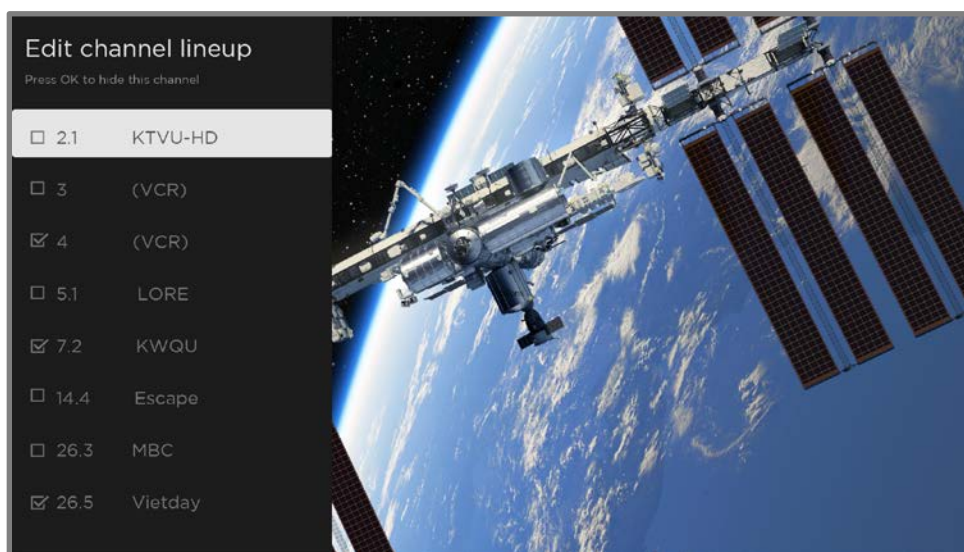 Edit channel lineup
Press OK to hide this channel
2.1 KTVU-HD
3 (VCR)
4 (VCR)
5.1 LORE
7.2 KWQU
14.4 Escape
26.3 MBC
26.5 Vietday